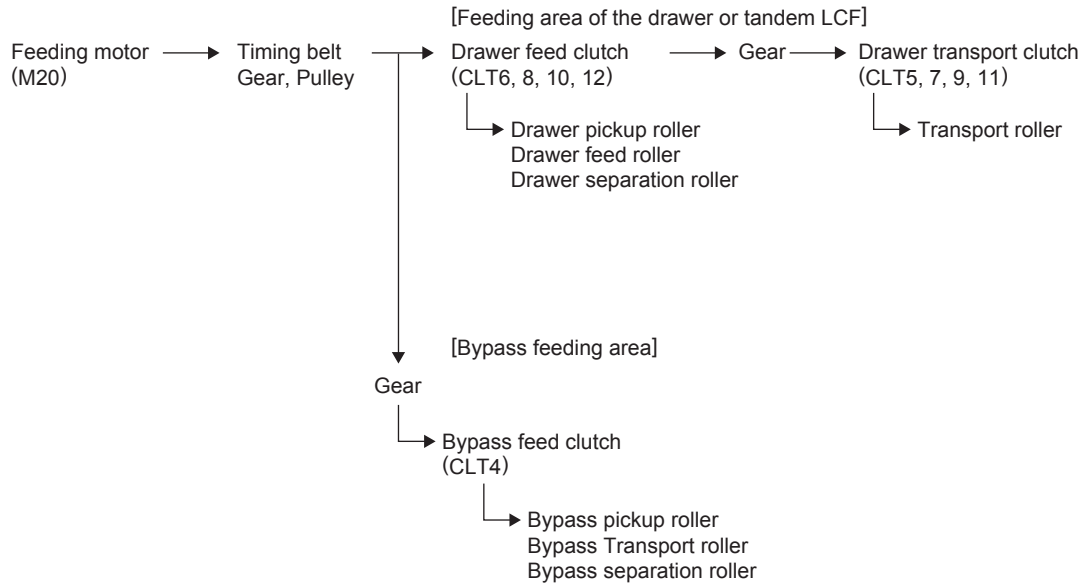 [Feeding area of the drawer or tandem LCF]
Feeding motor
(M20)
Timing belt
Gear, Pulley
Drawer feed clutch
(CLT6, 8, 10, 12)
Gear
Drawer transport clutch
(CLT5, 7, 9, 11)
Drawer pickup roller
Drawer feed roller
Drawer separation roller
Transport roller
[Bypass feeding area]
Gear
Bypass feed clutch
(CLT4)
Bypass pickup roller
Bypass Transport roller
Bypass separation roller